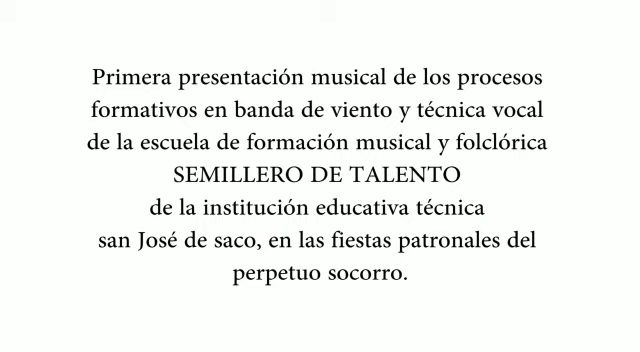 Primera presentación musical de los procesos
formativos en banda de viento y técnica vocal
de la escuela de formación musical y folclórica
SEMILLERO DE TALENTO
de la institución educativa técnica
san José de saco, en las fiestas patronales del
perpetuo socorro.